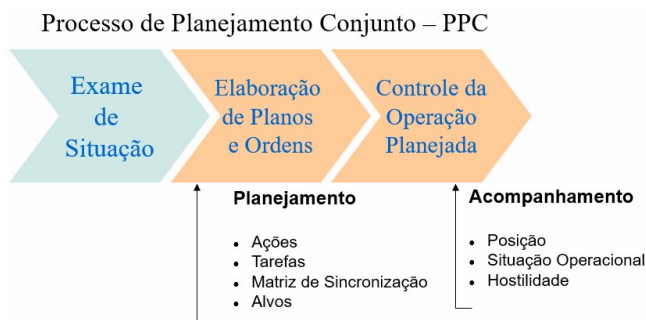 Processo de Planejamento Conjunto – PPC
Exame
de
Situação
Elaboração
de Planos
e Ordens
Controle da
Operação
Planejada
Planejamento
• Ações
• Tarefas
• Matriz de Sincronização
• Alvos
Acompanhamento
• Posição
• Situação Operacional
• Hostilidade